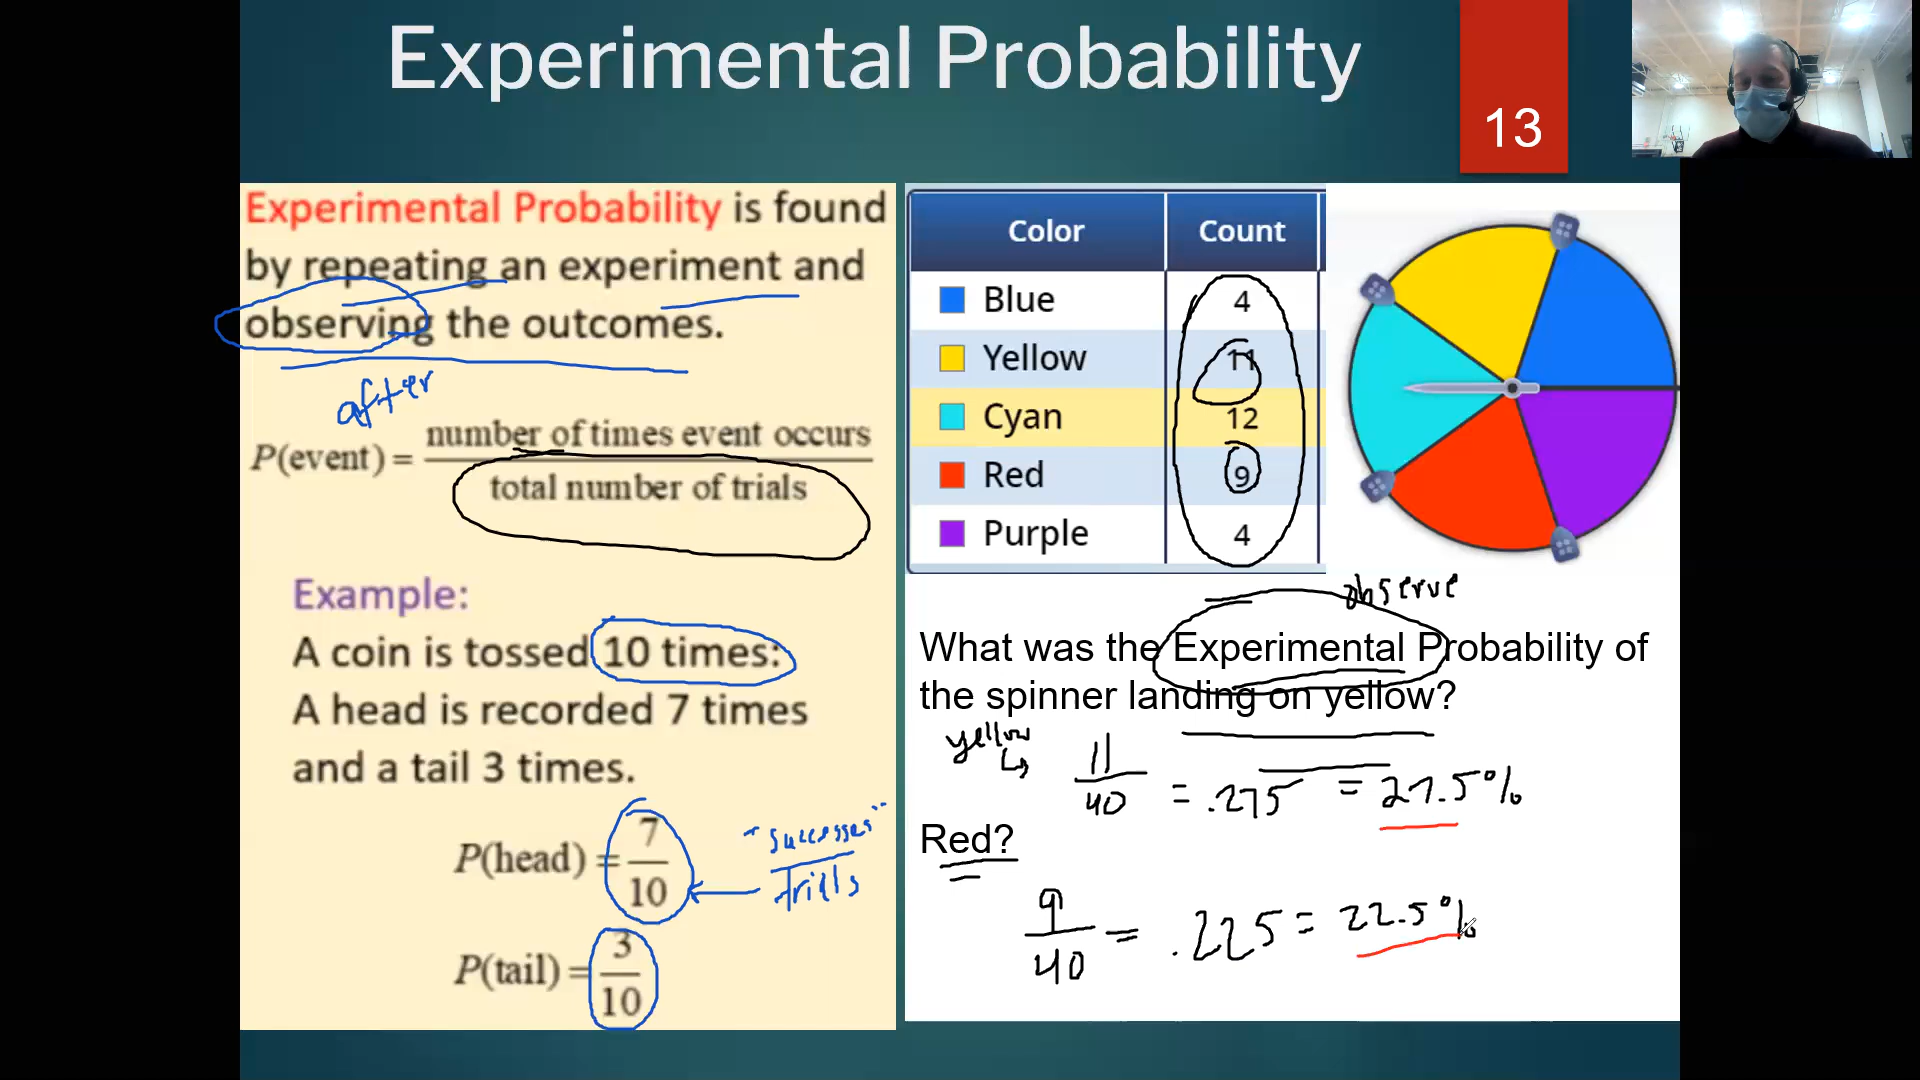 Experimental Probability
13
Experimental Probability is found
by repeating an experiment and
observing the outcomes.
after
P(event) = number of times event occurs
total number of trials
Example:
A coin is tossed 10 times:
A head is recorded 7 times
and a tail 3 times.
P(head) = 7
10
"successes"
Trills
P(tail) = 3
10
Color Count
Blue 4
Yellow 11
Cyan 12
Red 9
Purple 4
observe
What was the Experimental Probability of
the spinner landing on yellow?
yellow
11
40 = .275 = 27.5%
Red?
9
40 = .225 = 22.5%